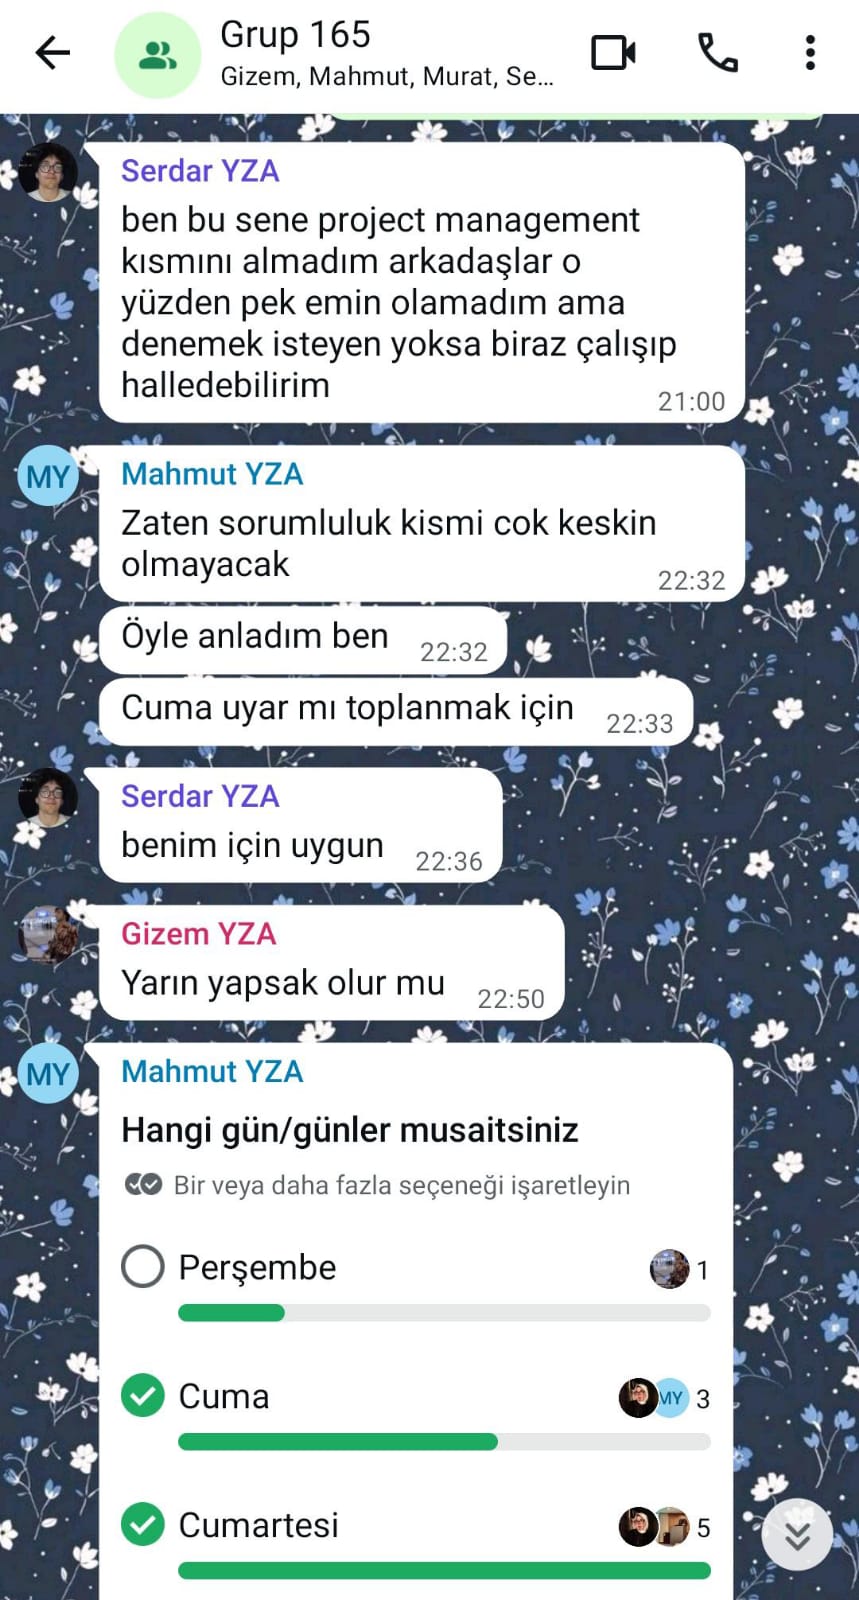 Grup 165
Gizem, Mahmut, Murat, Se...
Serdar YZA
ben bu sene project management
kısmını almadım arkadaşlar o
yüzden pek emin olamadım ama
denemek isteyen yoksa biraz çalışıp
halledebilirim
21:00
MY
Mahmut YZA
Zaten sorumluluk kismi cok keskin
olmayacak
22:32
Öyle anladım ben
22:32
Cuma uyar mı toplanmak için
22:33
Serdar YZA
benim için uygun
22:36
Gizem YZA
Yarın yapsak olur mu
22:50
MY
Mahmut YZA
Hangi gün/günler musaitsiniz
Bir veya daha fazla seçeneği işaretleyin
Perşembe
1
Cuma
MY 3
Cumartesi
5